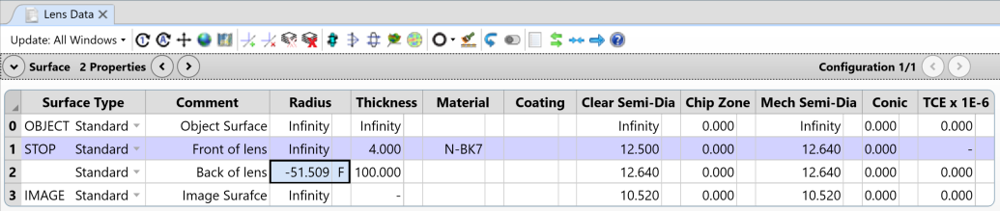 Lens Data
Update: All Windows
Surface 2 Properties Configuration 1/1
Surface Type Comment Radius Thickness Material Coating Clear Semi-Dia Chip Zone Mech Semi-Dia Conic TCE x 1E-6
0 OBJECT Standard Object Surface Infinity Infinity Infinity 0.000 Infinity 0.000 0.000
1 STOP Standard Front of lens Infinity 4.000 N-BK7 12.500 0.000 12.640 0.000 -
2 Standard Back of lens -51.509 F 100.000 12.640 0.000 12.640 0.000 0.000
3 IMAGE Standard Image Surafce Infinity - 10.520 0.000 10.520 0.000 0.000